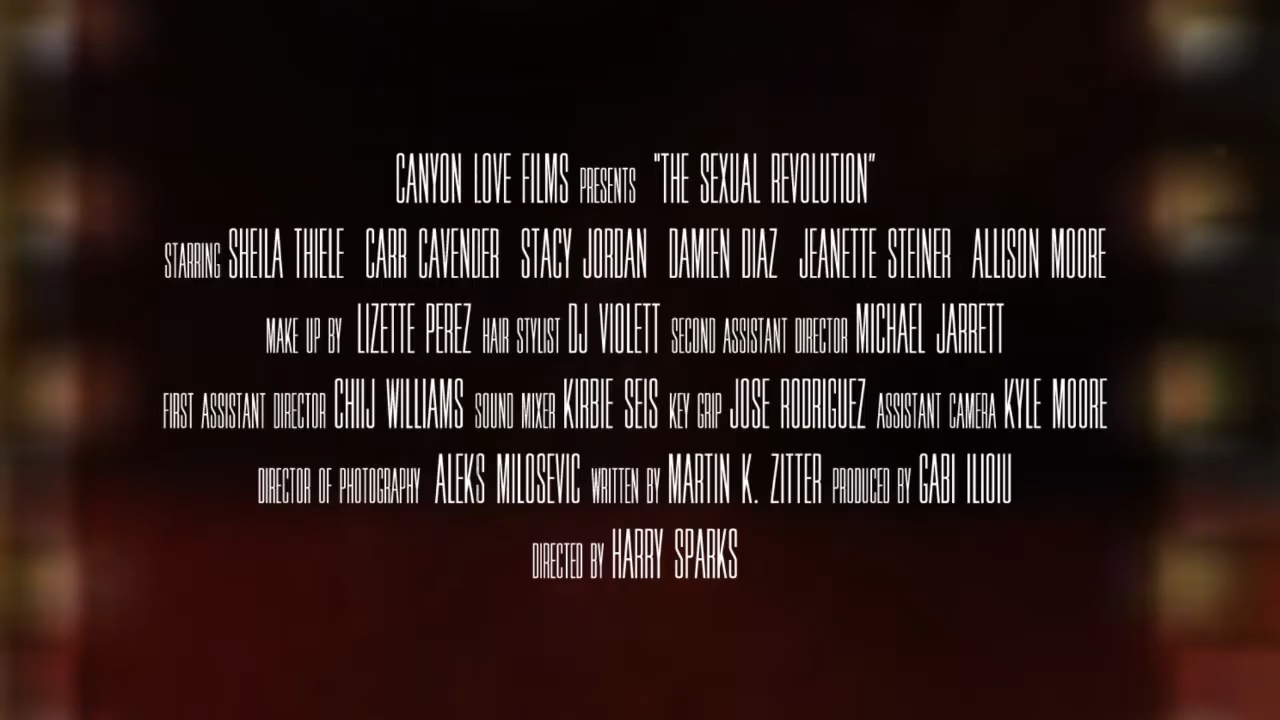 CANYON LOVE FILMS PRESENTS "THE SEXUAL REVOLUTION"
STARRING SHEILA THIELE CARR CAVENDER STACY JORDAN DAMIEN DIAZ JEANETTE STEINER ALLISON MOORE
MAKE UP BY LIZETTE PEREZ HAIR STYLIST DJ VIOLETT SECOND ASSISTANT DIRECTOR MICHAEL JARRETT
FIRST ASSISTANT DIRECTOR CHIIJ WILLIAMS SOUND MIXER KIRBIE SEIS KEY GRIP JOSE RODRIGUEZ ASSISTANT CAMERA KYLE MOORE
DIRECTOR OF PHOTOGRAPHY ALEKS MILOSEVIC WRITTEN BY MARTIN K. ZITTER PRODUCED BY GABI ILIOIU
DIRECTED BY HARRY SPARKS